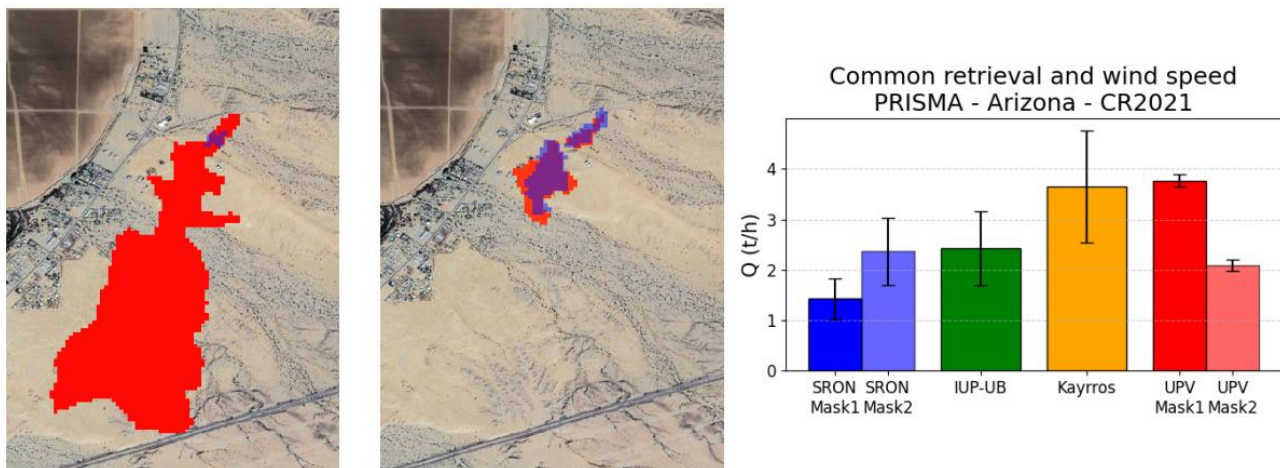 Common retrieval and wind speed
PRISMA - Arizona - CR2021
Q (t/h)
4
3
2
1
0
SRON Mask1
SRON Mask2
IUP-UB
Kayrros
UPV Mask1
UPV Mask2